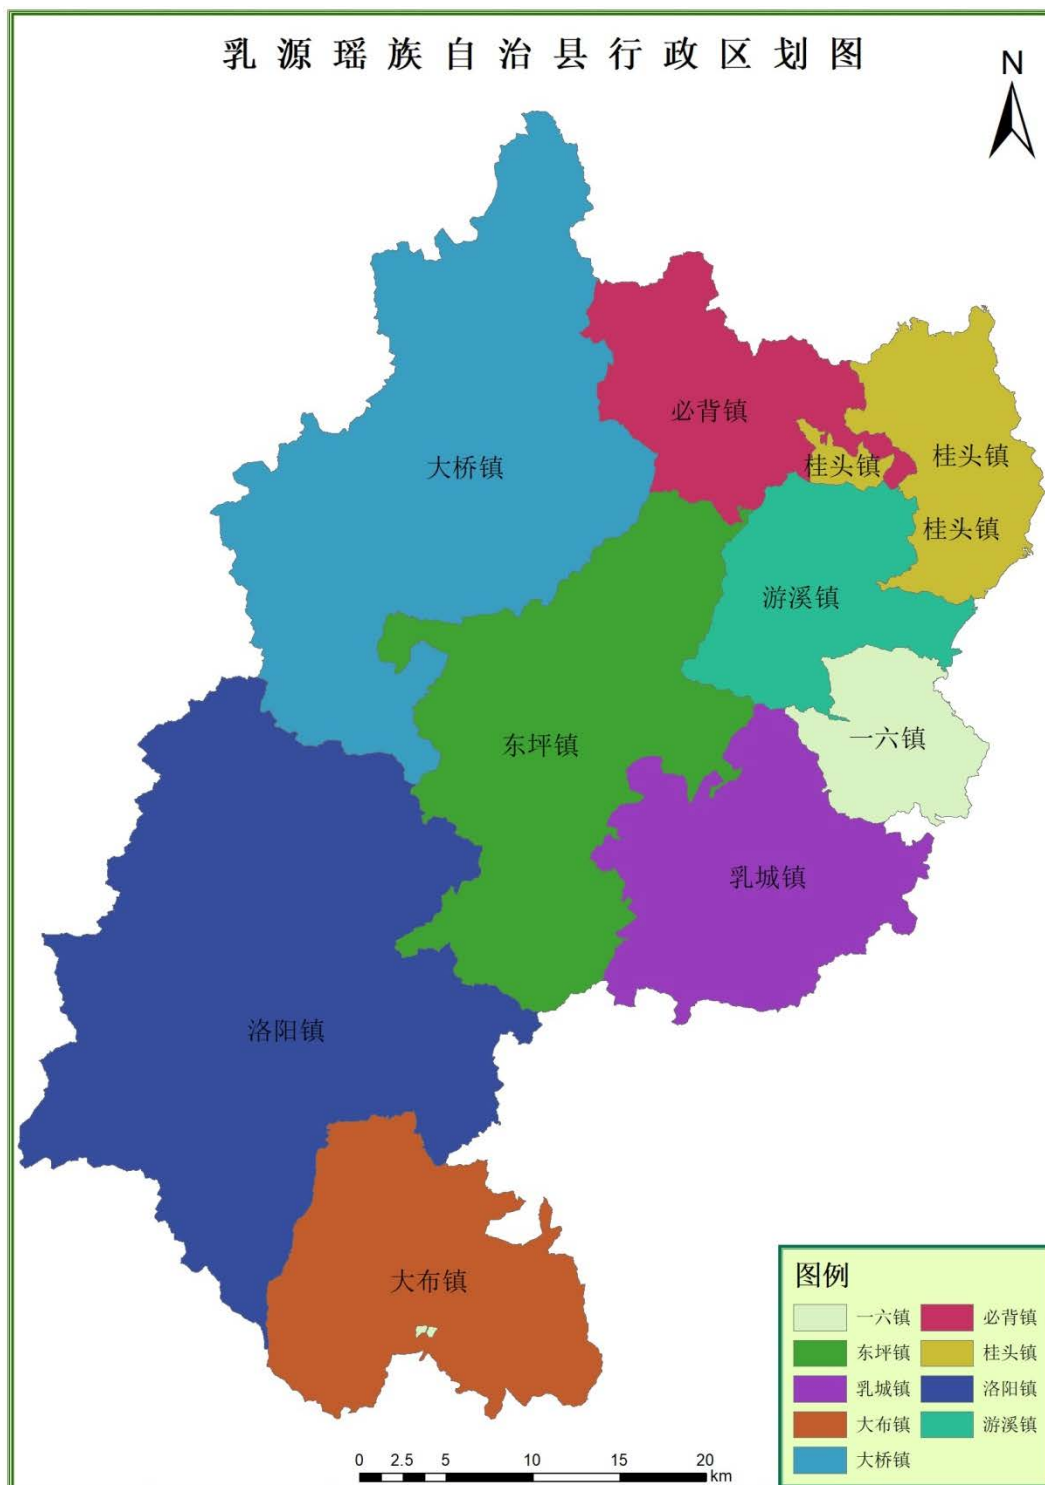 乳源瑶族自治县行政区划图
N
必背镇
桂头镇
桂头镇
大桥镇
桂头镇
游溪镇
一六镇
东坪镇
乳城镇
洛阳镇
大布镇
图例
一六镇 必背镇
东坪镇 桂头镇
乳城镇 洛阳镇
大布镇 游溪镇
大桥镇
0 2.5 5 10 15 20
km